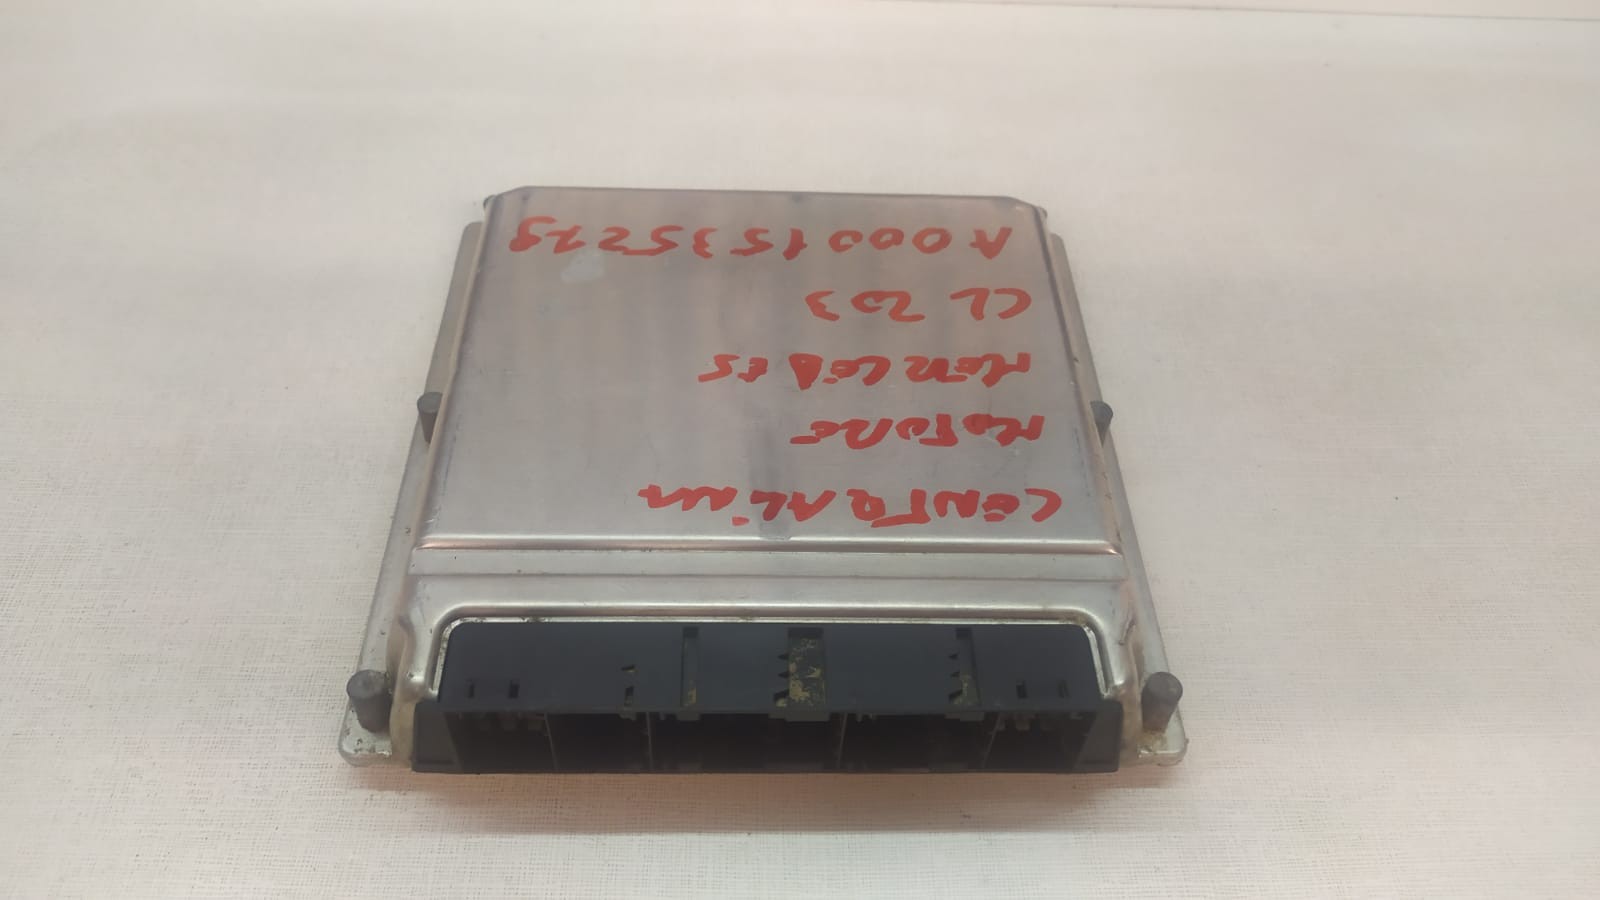 CENTRALINA
MOTORE
MERCEDES
CL 203
A0001535279